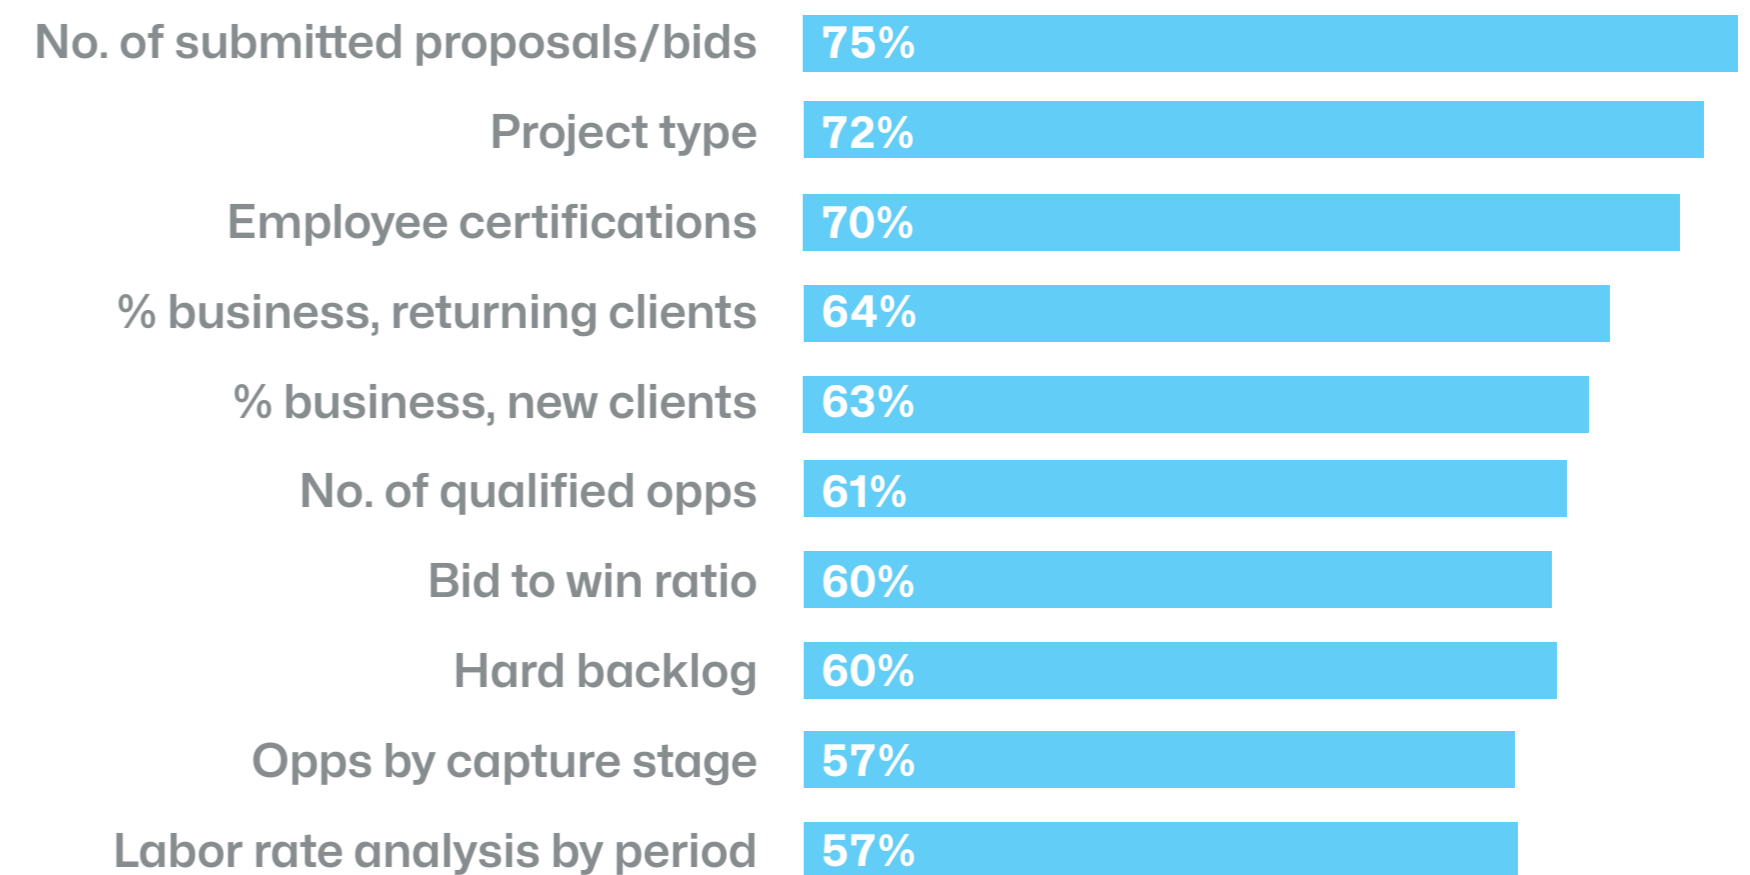 No. of submitted proposals/bids 75%
Project type 72%
Employee certifications 70%
% business, returning clients 64%
% business, new clients 63%
No. of qualified opps 61%
Bid to win ratio 60%
Hard backlog 60%
Opps by capture stage 57%
Labor rate analysis by period 57%